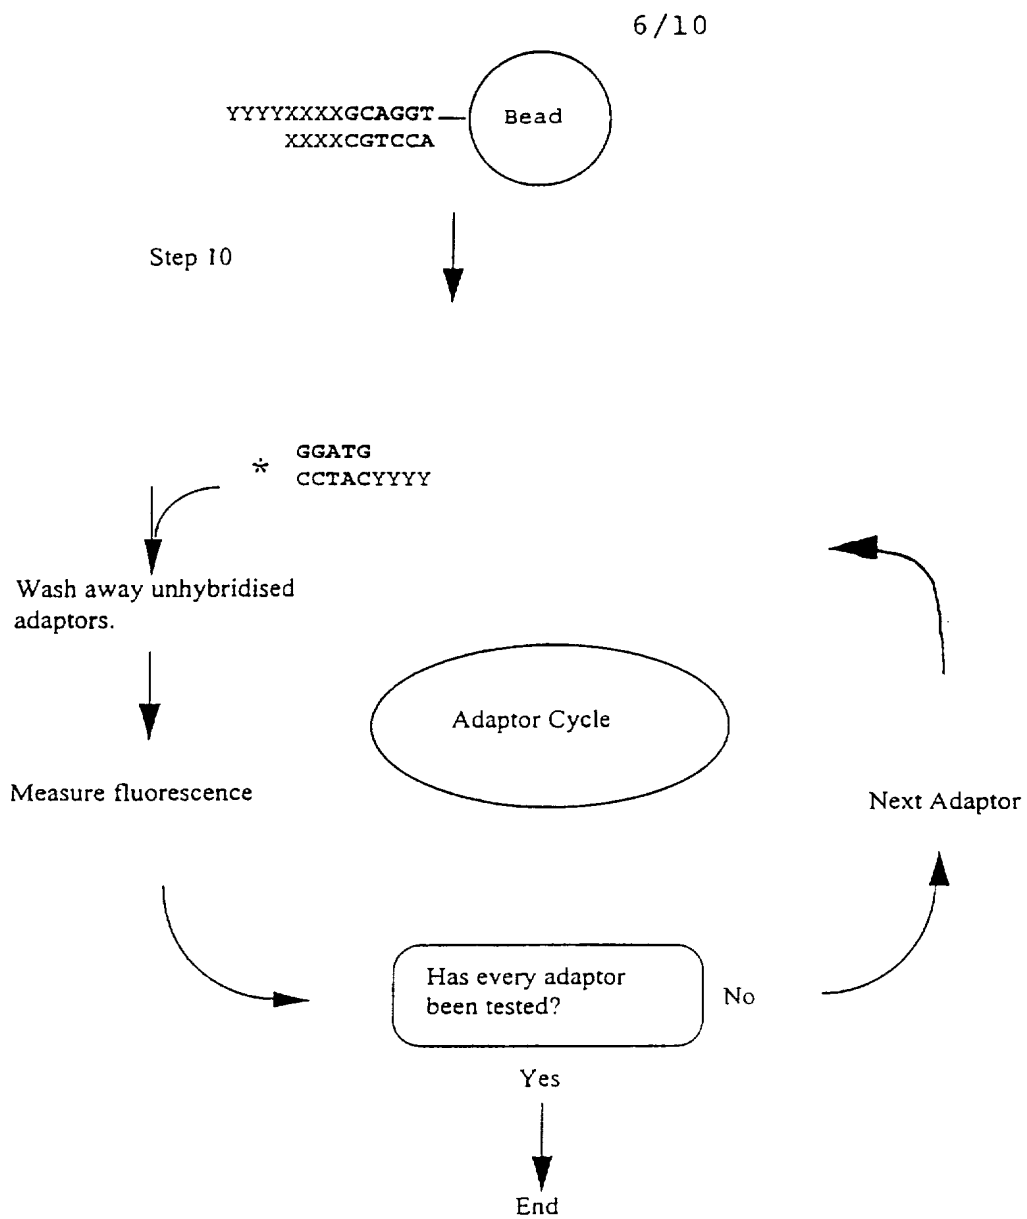 6/10
YYYYXXXXGCAGGT
XXXXCGTCCA
Bead
Step 10
* GGATG
CCTACYYYY
Wash away unhybridised
adaptors.
Adaptor Cycle
Measure fluorescence
Next Adaptor
Has every adaptor
been tested?
No
Yes
End